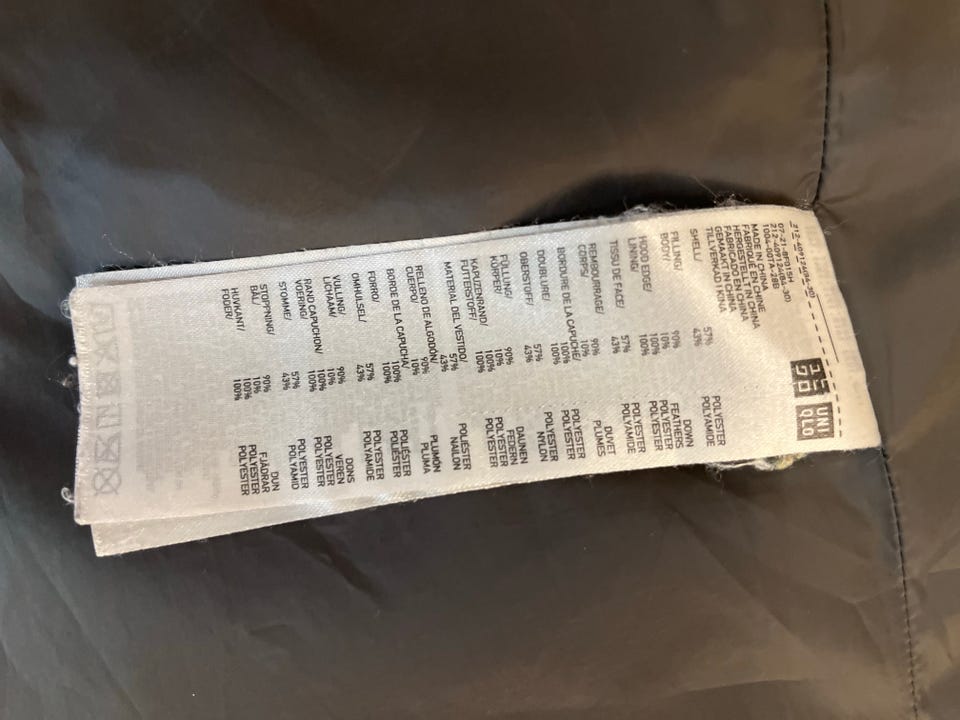 ユニ
クロ
UNI
QLO
MADE IN CHINA
FABRIQUÉ EN CHINE
HERGESTELLT IN CHINA
FABRICADO EN CHINA
GEMAAKT IN CHINA
TILLVERKAD I KINA
SHELL/ 57% POLYESTER
43% POLYAMIDE
FILLING/
BODY/ 90% DOWN
10% FEATHERS
HOOD EDGE/ 100% POLYESTER
LINING/ 100% POLYESTER
TISSU DE FACE/ 57% POLYESTER
43% POLYAMIDE
REMBOURRAGE/
CORPS/ 90% DUVET
10% PLUMES
BORDURE DE LA CAPUCHE/ 100% POLYESTER
DOUBLURE/ 100% POLYESTER
OBERSTOFF/ 57% POLYESTER
43% NYLON
FÜLLUNG/
KÖRPER/ 90% DAUNEN
10% FEDERN
KAPUZENRAND/ 100% POLYESTER
FUTTERSTOFF/ 100% POLYESTER
MATERIAL DEL VESTIDO/ 57% POLIÉSTER
43% NAILON
RELLENO DE ALGODÓN/
CUERPO/ 90% PLUMÓN
10% PLUMA
BORDE DE LA CAPUCHA/ 100% POLIÉSTER
FORRO/ 100% POLIÉSTER
OMHULSEL/ 57% POLYESTER
43% POLYAMIDE
VULLING/
LICHAAM/ 90% DONS
10% VEREN
RAND CAPUCHON/ 100% POLYESTER
VOERING/ 100% POLYESTER
STOMME/ 57% POLYESTER
43% POLYAMID
STOPPNING/
BÅL/ 90% DUN
10% FJÄDRAR
HUVKANT/ 100% POLYESTER
FODER/ 100% POLYESTER